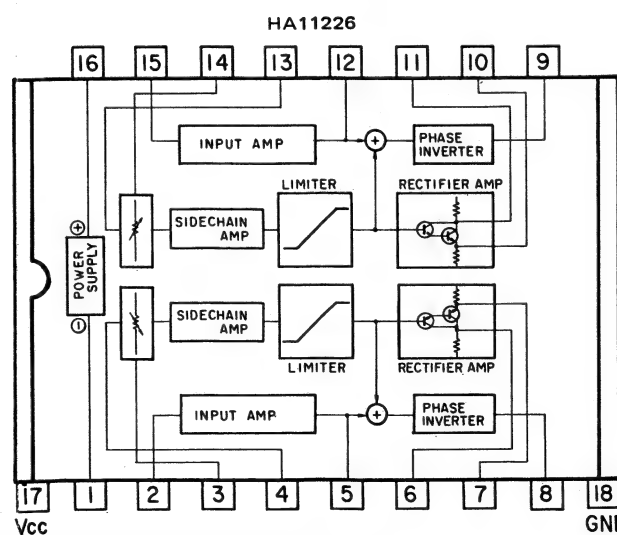 HA11226
16 15 14 13 12 11 10 9
INPUT AMP
+
PHASE
INVERTER
LIMITER
RECTIFIER AMP
SIDECHAIN
AMP
+
POWER
SUPPLY
-
SIDECHAIN
AMP
LIMITER
RECTIFIER AMP
INPUT AMP
+
PHASE
INVERTER
17 1 2 3 4 5 6 7 8 18
Vcc
GND